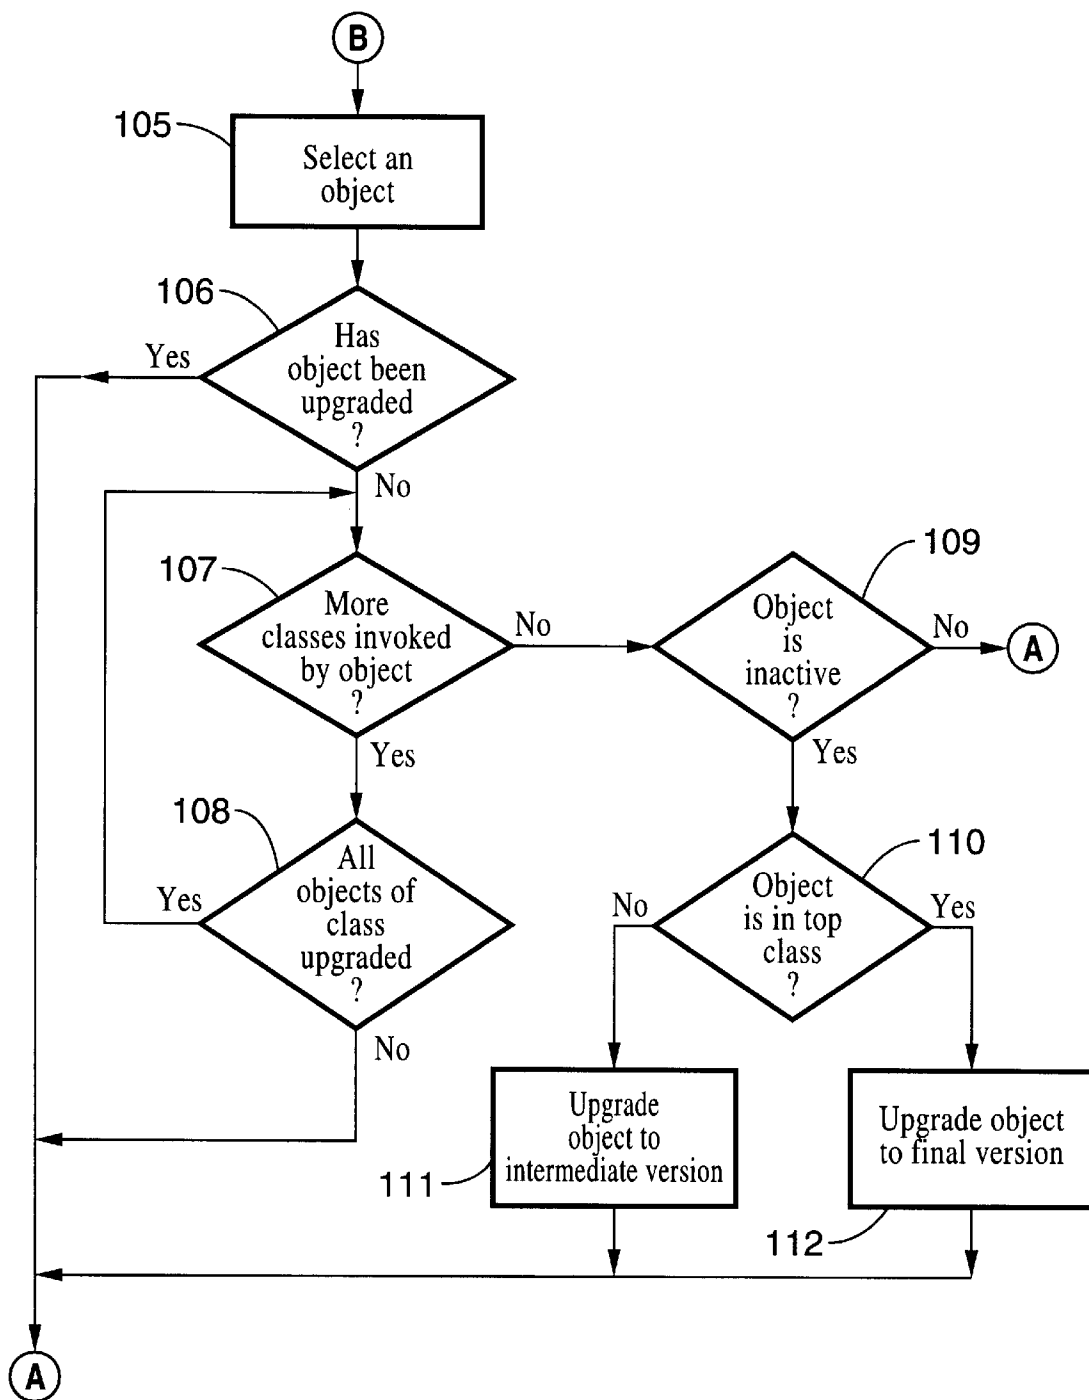 B
105
Select an
object
106
Has
object been
upgraded
?
Yes
No
107
More
classes invoked
by object
?
No
Yes
109
Object
is
inactive
?
No
A
Yes
108
All
objects of
class
upgraded
?
Yes
No
110
Object
is in top
class
?
No
Yes
111
Upgrade
object to
intermediate version
112
Upgrade object
to final version
A